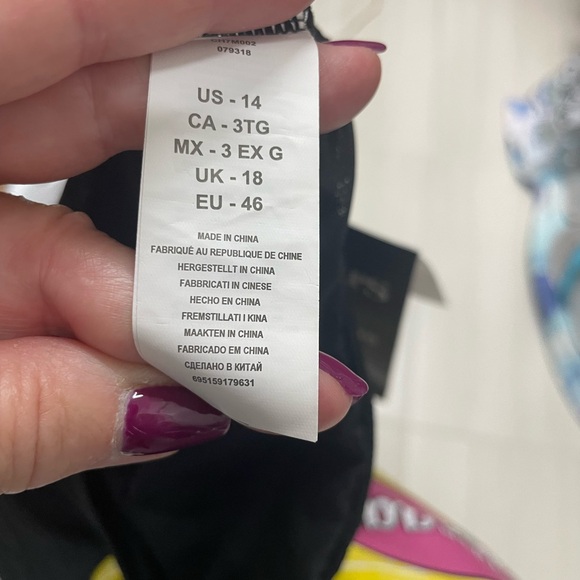 079318
US - 14
CA - 3TG
MX - 3 EX G
UK - 18
EU - 46
MADE IN CHINA
FABRIQUÉ AU REPUBLIQUE DE CHINE
HERGESTELLT IN CHINA
FABBRICATI IN CINESE
HECHO EN CHINA
FREMSTILLATI I KINA
MAAKTEN IN CHINA
FABRICADO EM CHINA
СДЕЛАНО В КИТАЙ
695159179631